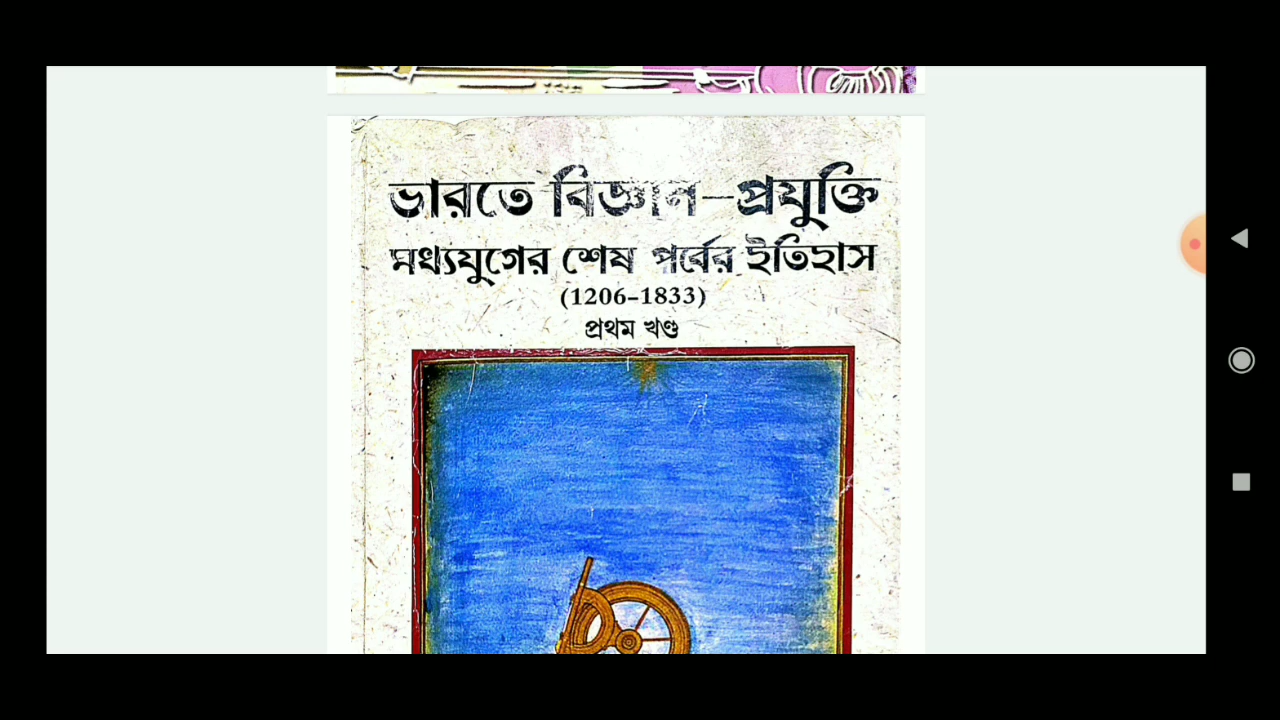 ভারতে বিজ্ঞান–প্রযুক্তি
মধ্যযুগের শেষ পর্বের ইতিহাস
(1206–1833)
প্রথম খণ্ড